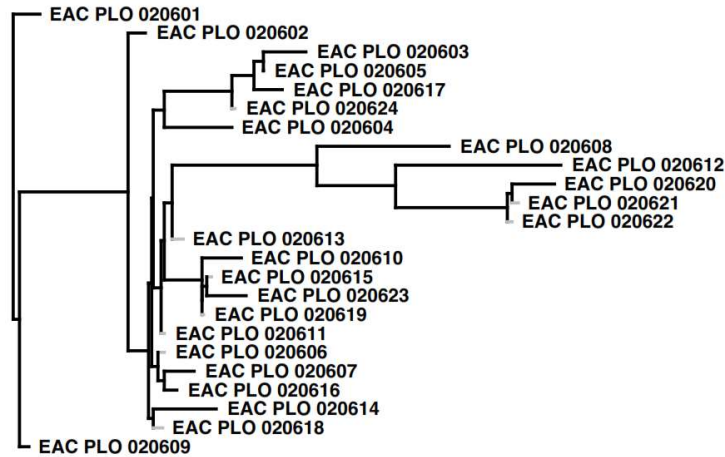 EAC PLO 020601
EAC PLO 020602
EAC PLO 020603
EAC PLO 020605
EAC PLO 020617
EAC PLO 020624
EAC PLO 020604
EAC PLO 020608
EAC PLO 020612
EAC PLO 020620
EAC PLO 020621
EAC PLO 020622
EAC PLO 020613
EAC PLO 020610
EAC PLO 020615
EAC PLO 020623
EAC PLO 020619
EAC PLO 020611
EAC PLO 020606
EAC PLO 020607
EAC PLO 020616
EAC PLO 020614
EAC PLO 020618
EAC PLO 020609